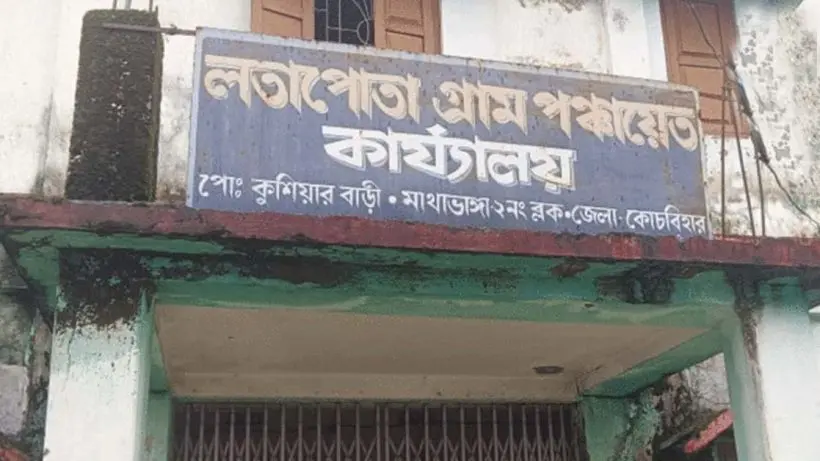 লতাপোতা গ্রাম পঞ্চায়েত
কার্য্যালয়
পোঃ কুশিয়ার বাড়ী • মাথাভাঙ্গা-২নং ব্লক • জেলা- কোচবিহার